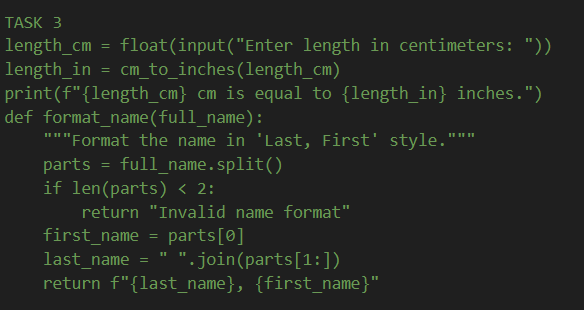 TASK 3
length_cm = float(input("Enter length in centimeters: "))
length_in = cm_to_inches(length_cm)
print(f"{length_cm} cm is equal to {length_in} inches.")
def format_name(full_name):
    """Format the name in 'Last, First' style."""
    parts = full_name.split()
    if len(parts) < 2:
        return "Invalid name format"
    first_name = parts[0]
    last_name = " ".join(parts[1:])
    return f"{last_name}, {first_name}"